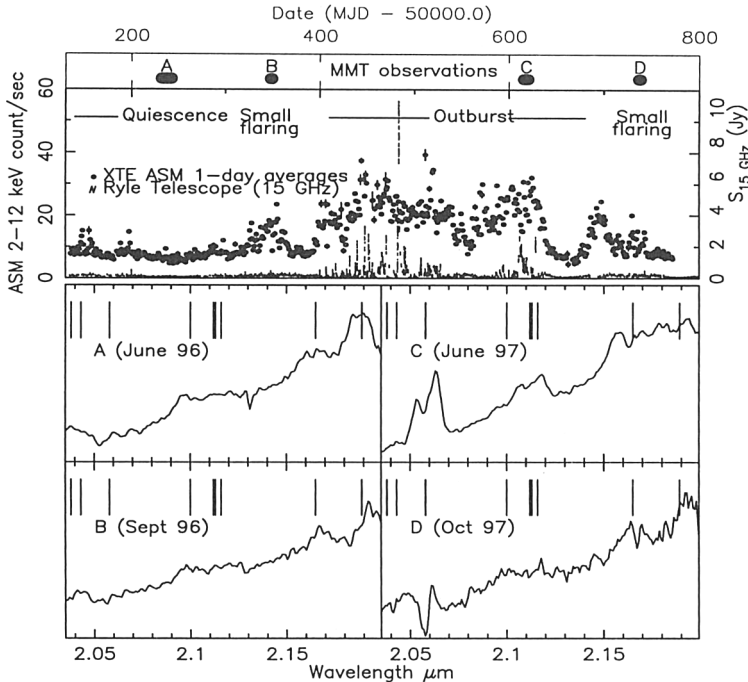 Date (MJD − 50000.0)
200 400 600 800
A B MMT observations C D
60
40
20
0
ASM 2−12 keV count/sec
Quiescence Small flaring Outburst Small flaring
XTE ASM 1−day averages
Ryle Telescope (15 GHz)
10
8
6
4
2
0
S15 GHz (Jy)
A (June 96)
C (June 97)
B (Sept 96)
D (Oct 97)
2.05 2.1 2.15 2.05 2.1 2.15
Wavelength μm